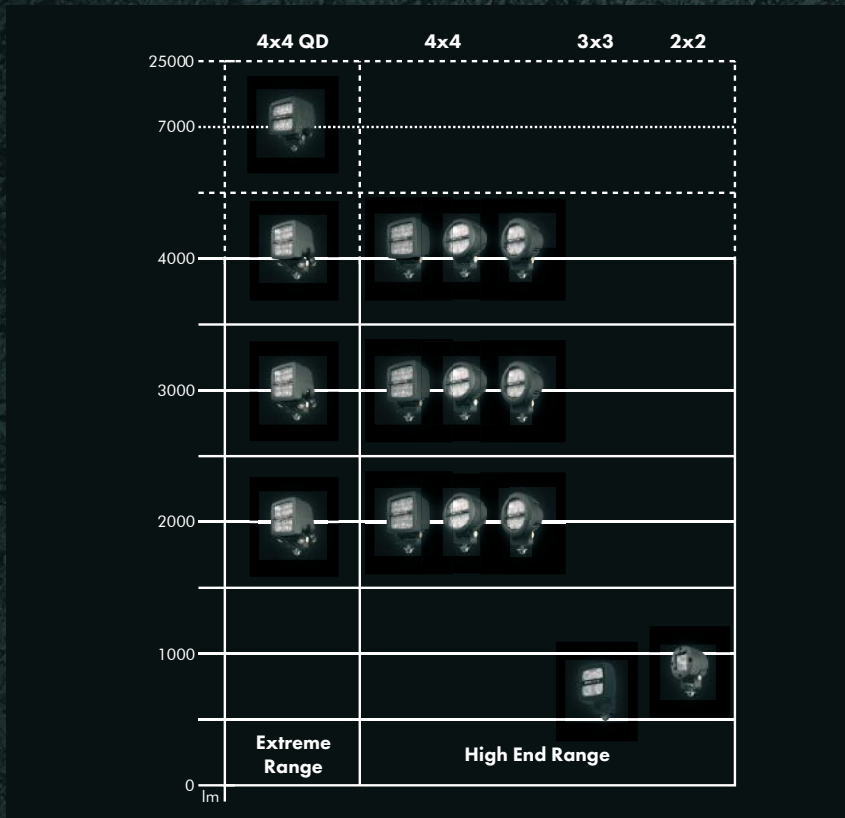 4x4 QD 4x4 3x3 2x2
25000
7000
4000
3000
2000
1000
Extreme
Range
High End Range
0
lm